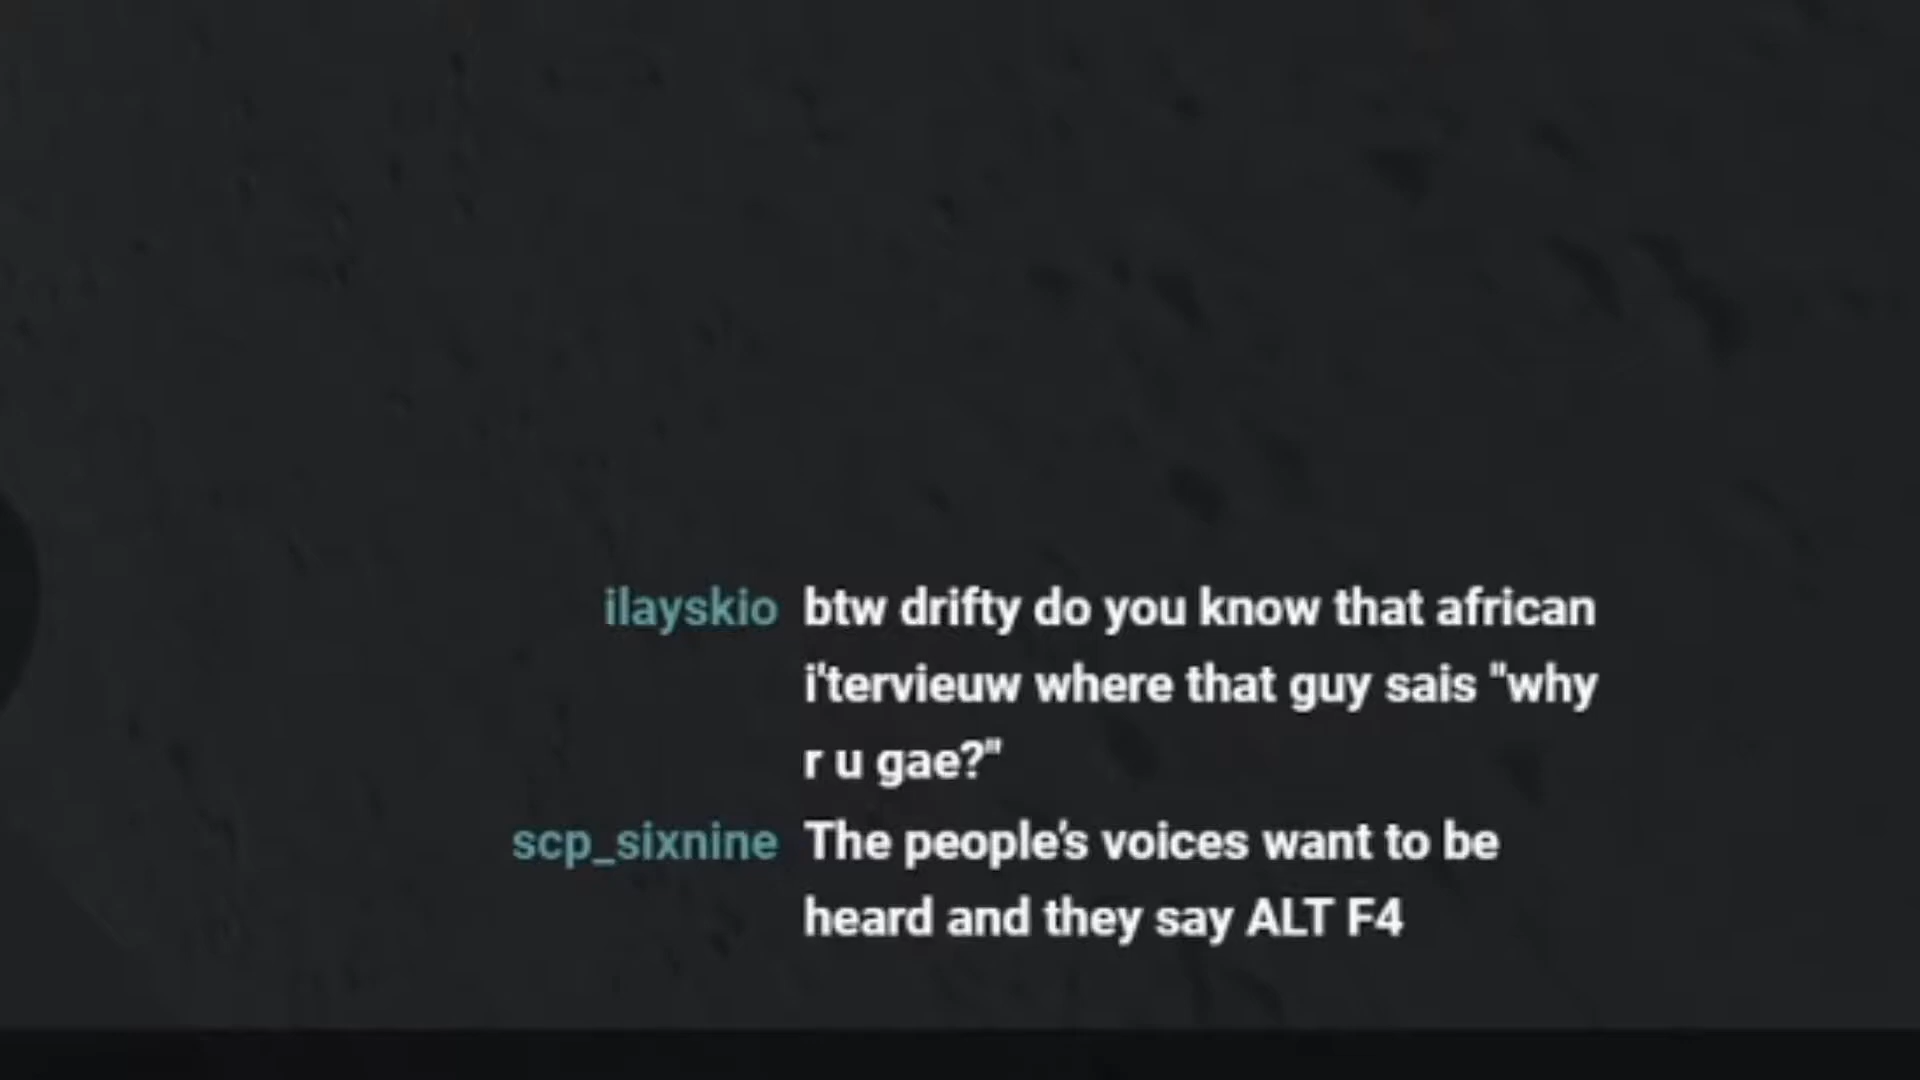 ilayskio btw drifty do you know that african
i'tervieuw where that guy sais "why
r u gae?"
scp_sixnine The people's voices want to be
heard and they say ALT F4